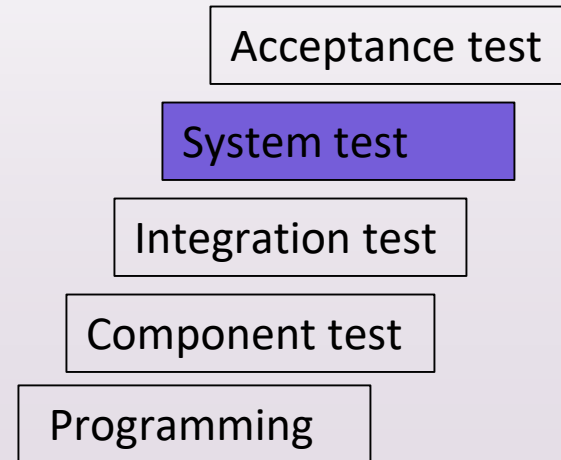 Acceptance test
System test
Integration test
Component test
Programming